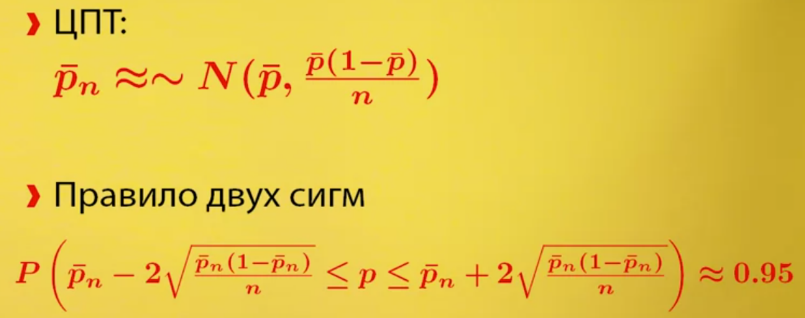 ❱ ЦПТ:
p̄ₙ ≈∼ N(p̄, p̄(1−p̄)/n)
❱ Правило двух сигм
P(p̄ₙ − 2√(p̄ₙ(1−p̄ₙ)/n) ≤ p ≤ p̄ₙ + 2√(p̄ₙ(1−p̄ₙ)/n)) ≈ 0.95